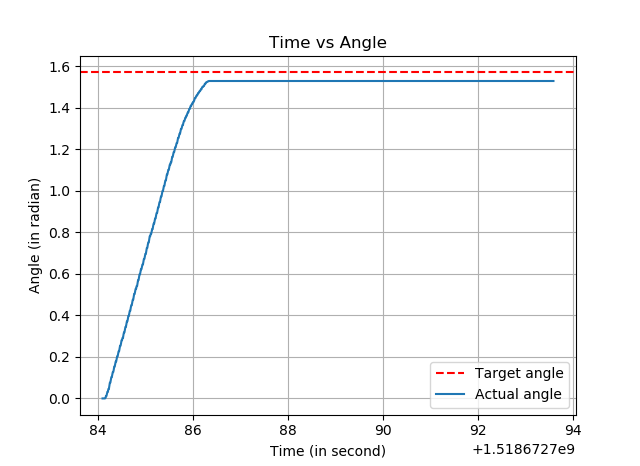 Time vs Angle
1.6
1.4
1.2
1.0
0.8
0.6
0.4
0.2
0.0
Angle (in radian)
Target angle
Actual angle
84 86 88 90 92 94
Time (in second)
+1.5186727e9